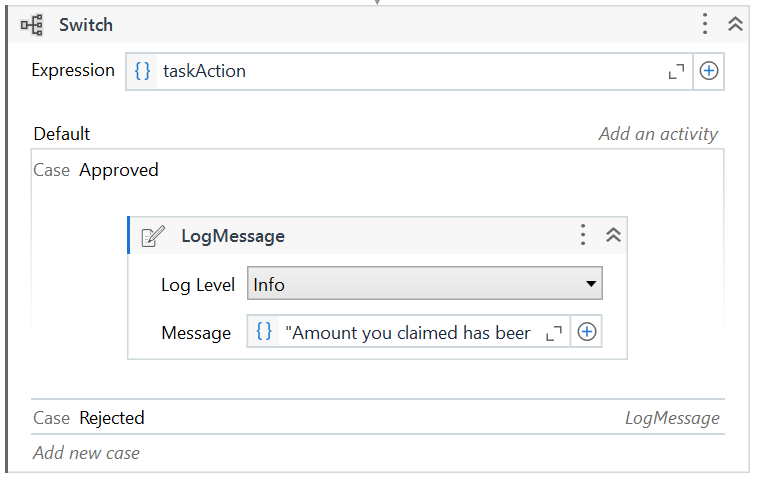 Switch
Expression {} taskAction
Default Add an activity
Case Approved
LogMessage
Log Level Info
Message {} "Amount you claimed has beer
Case Rejected LogMessage
Add new case